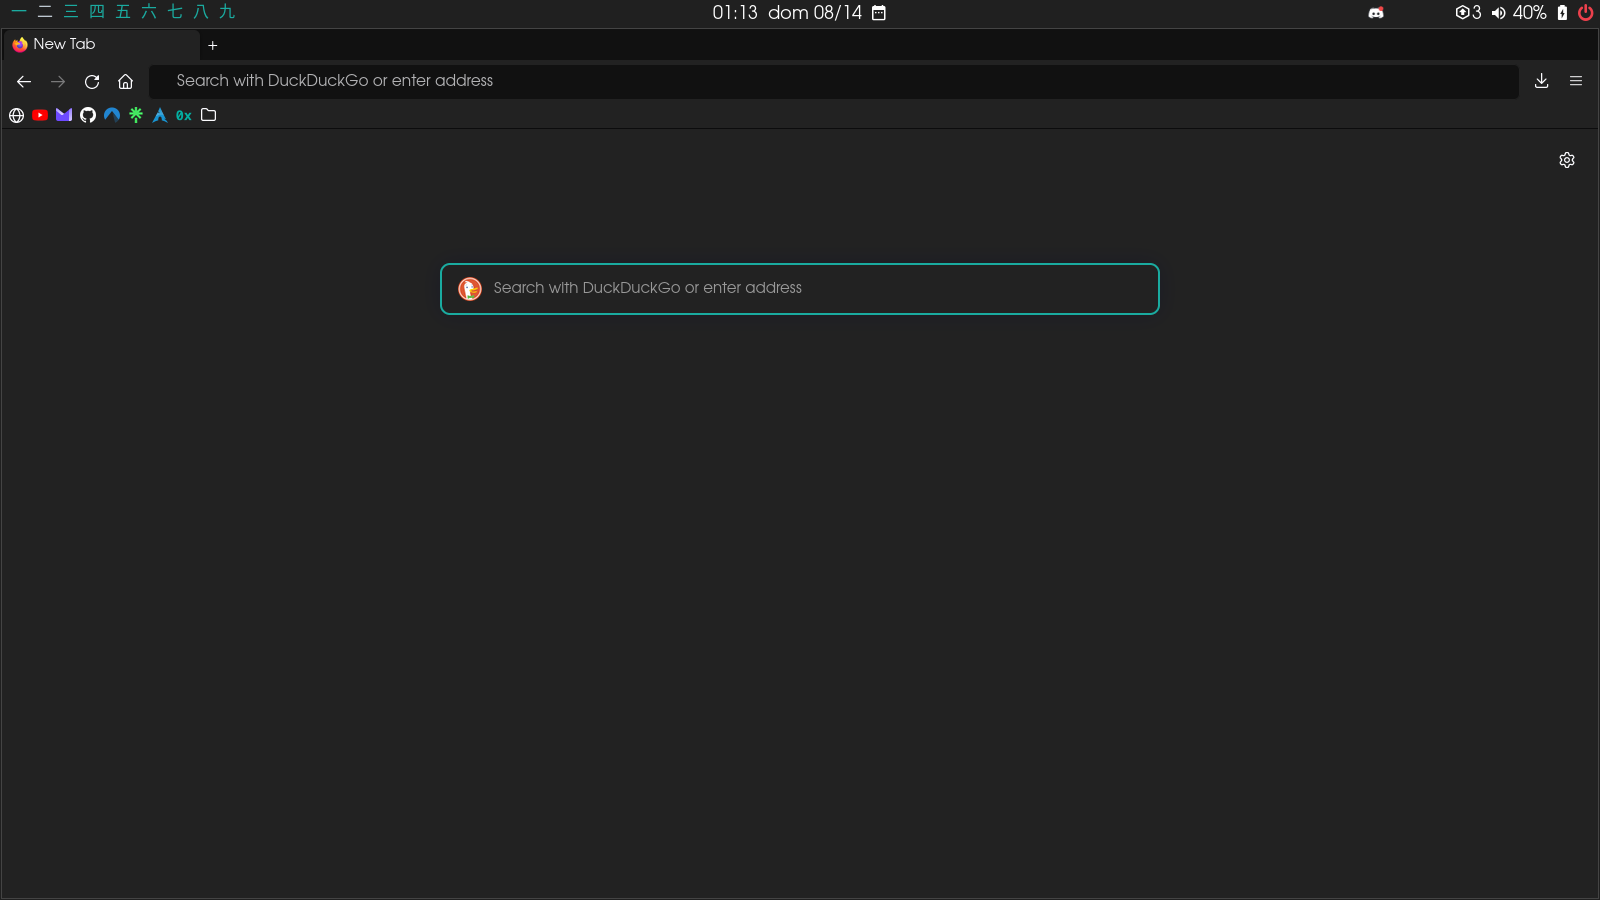 一 二 三 四 五 六 七 八 九
01:13 dom 08/14
3 40%
New Tab
Search with DuckDuckGo or enter address
0x
Search with DuckDuckGo or enter address